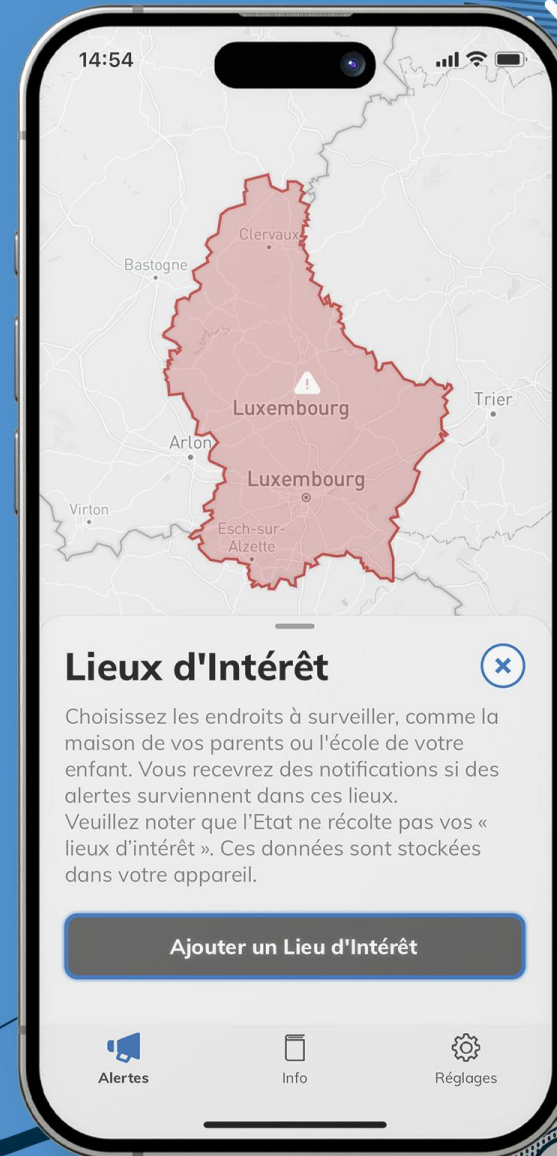 14:54
Clervaux
Bastogne
Luxembourg
Trier
Arlon
Luxembourg
Virton
Esch-sur-
Alzette
Lieux d'Intérêt
Choisissez les endroits à surveiller, comme la
maison de vos parents ou l'école de votre
enfant. Vous recevrez des notifications si des
alertes surviennent dans ces lieux.
Veuillez noter que l’Etat ne récolte pas vos «
lieux d’intérêt ». Ces données sont stockées
dans votre appareil.
Ajouter un Lieu d'Intérêt
Alertes
Info
Réglages